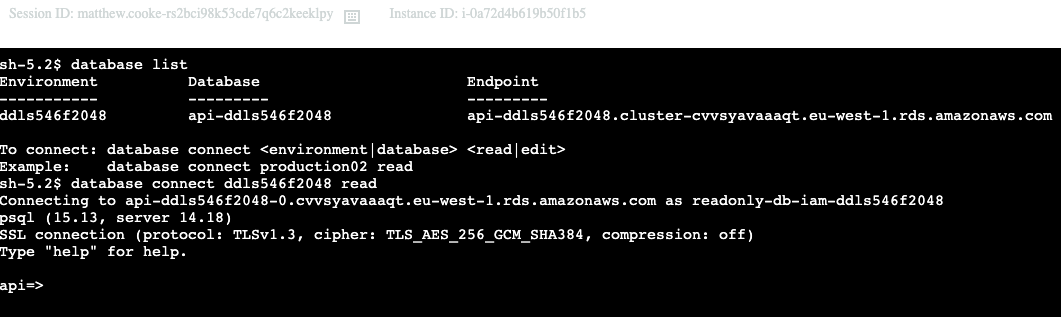 Session ID: matthew.cooke-rs2bci98k53cde7q6c2keeklpy Instance ID: i-0a72d4b619b50f1b5
sh-5.2$ database list
Environment Database Endpoint
----------- --------- ---------
ddls546f2048 api-ddls546f2048 api-ddls546f2048.cluster-cvvsyavaaaqt.eu-west-1.rds.amazonaws.com
To connect: database connect <environment|database> <read|edit>
Example: database connect production02 read
sh-5.2$ database connect ddls546f2048 read
Connecting to api-ddls546f2048-0.cvvsyavaaaqt.eu-west-1.rds.amazonaws.com as readonly-db-iam-ddls546f2048
psql (15.13, server 14.18)
SSL connection (protocol: TLSv1.3, cipher: TLS_AES_256_GCM_SHA384, compression: off)
Type "help" for help.
api=>